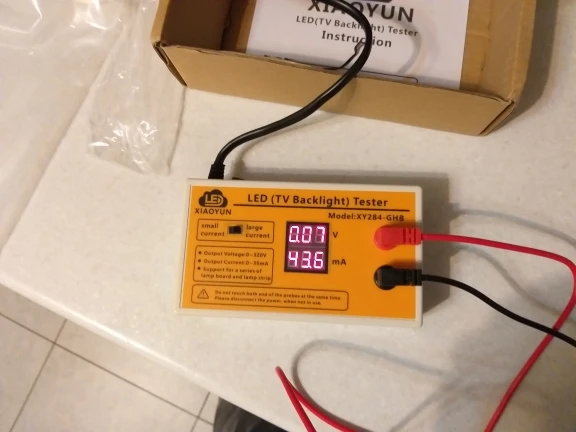 XIAOYUN
LED(TV Backlight) Tester
Instruction
LED
XIAOYUN
LED (TV Backlight) Tester
Model:XY284-GHB
small current
large current
0.07 V
43.6 mA
Output Voltage:0-320V
Output Current:0-55mA
Support for a series of
lamp board and lamp strip
Do not touch both end of the probes at the same time
Please disconnect the power, when not in use.